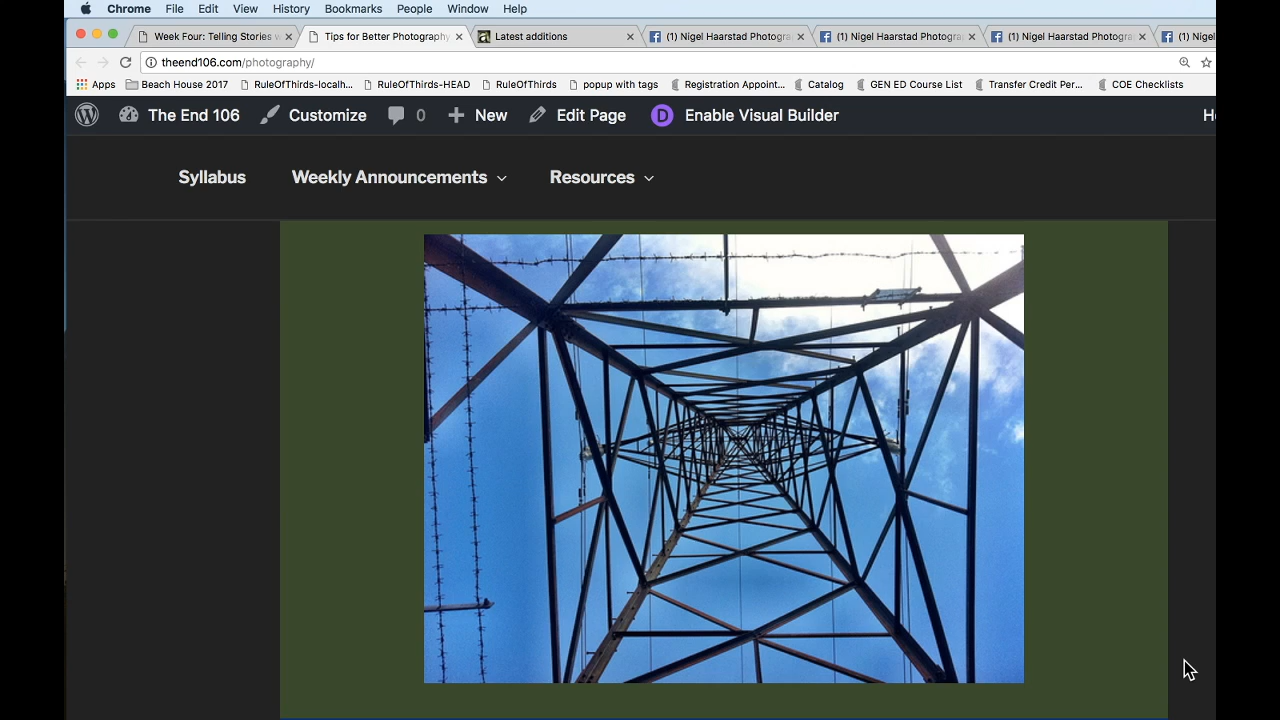 Chrome File Edit View History Bookmarks People Window Help
Week Four: Telling Stories w Tips for Better Photography Latest additions (1) Nigel Haarstad Photogra (1) Nigel Haarstad Photogra (1) Nigel Haarstad Photogra (1) Nigel
theend106.com/photography/
Apps Beach House 2017 RuleOfThirds-localh... RuleOfThirds-HEAD RuleOfThirds popup with tags Registration Appoint... Catalog GEN ED Course List Transfer Credit Per... COE Checklists
The End 106 Customize 0 New Edit Page D Enable Visual Builder
Syllabus Weekly Announcements Resources